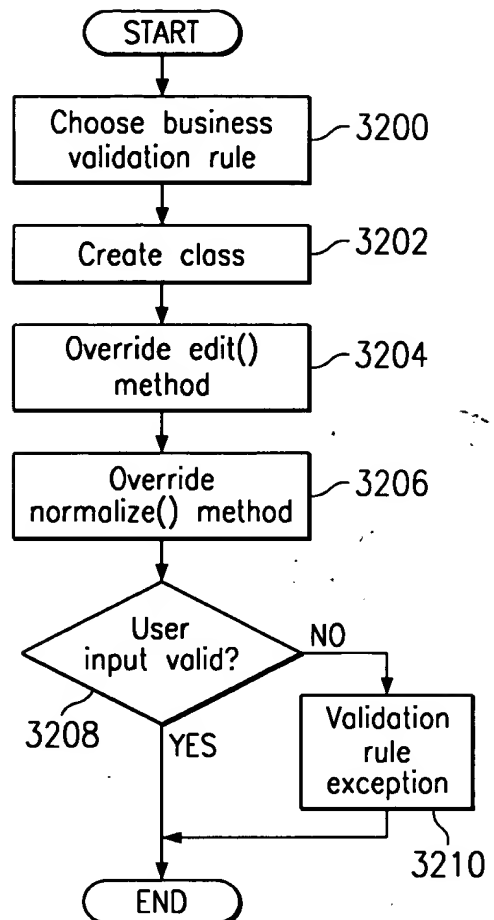 START
Choose business
validation rule
3200
Create class
3202
Override edit()
method
3204
Override
normalize() method
3206
User
input valid?
NO
3208
YES
Validation
rule
exception
3210
END